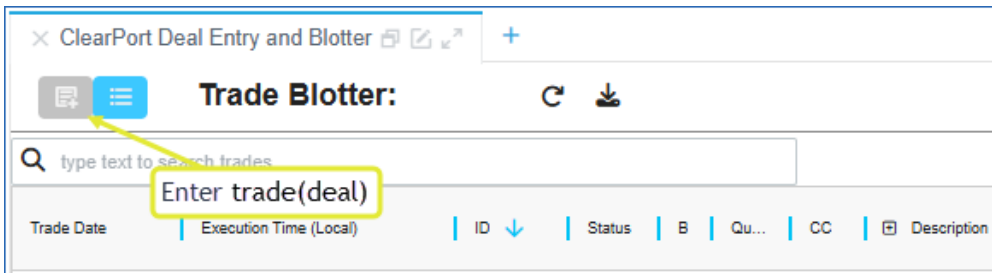 ClearPort Deal Entry and Blotter
Trade Blotter:
type text to search trades
Enter trade(deal)
Trade Date Execution Time (Local) ID Status B Qu... CC Description